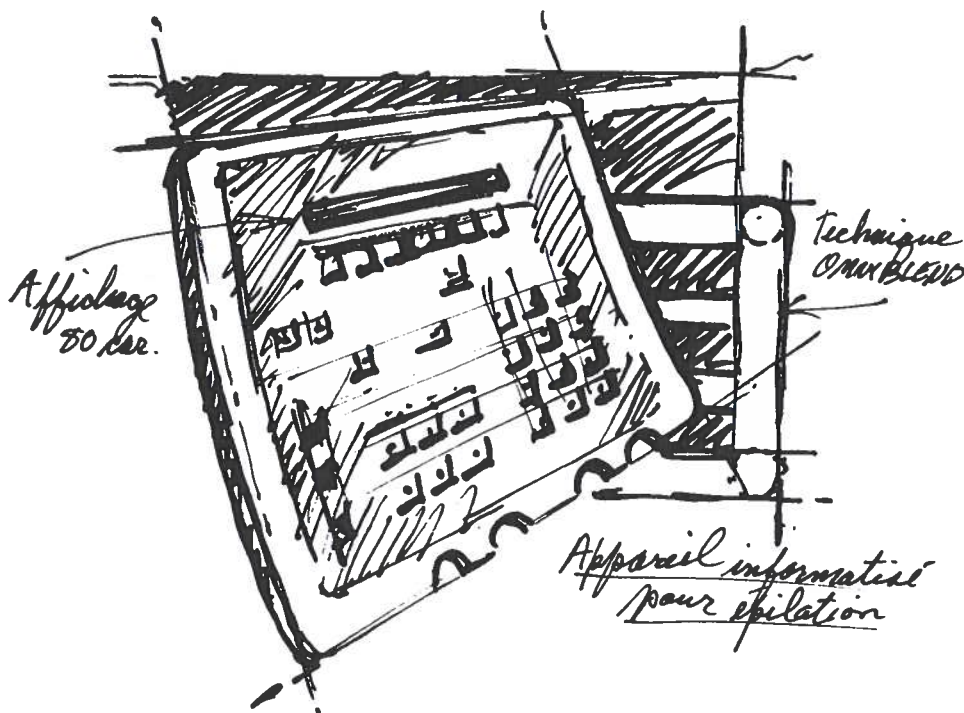 Affichage
80 car.
Technique
OMNIBLEND
Appareil informatisé
pour épilation